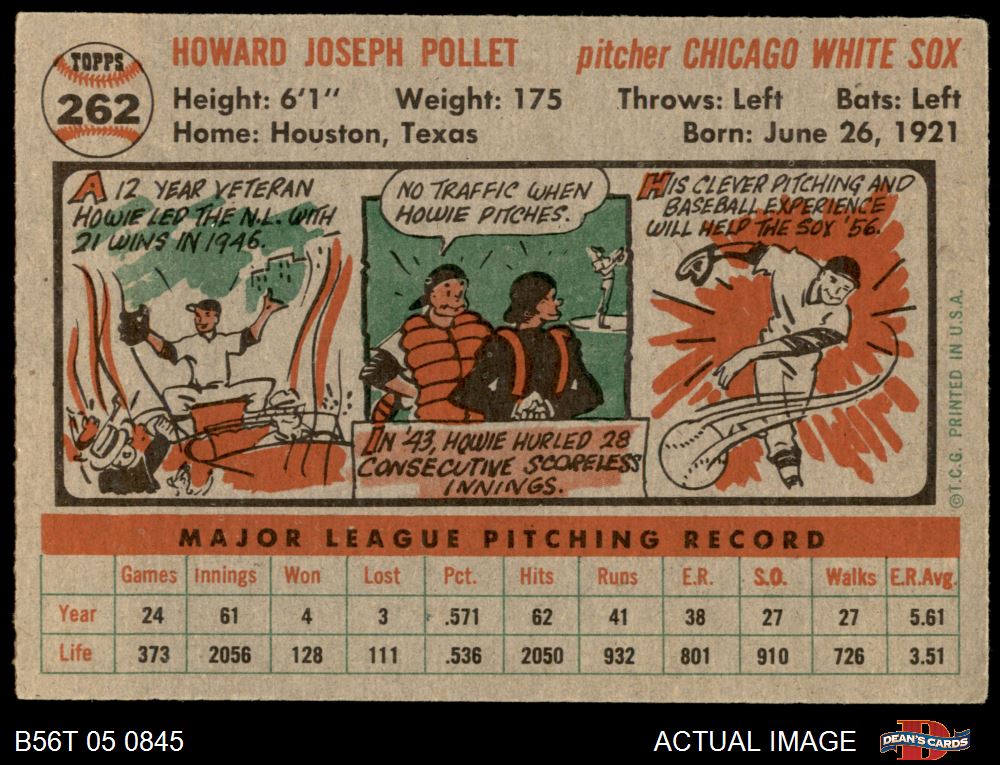 TOPPS
262
HOWARD JOSEPH POLLET pitcher CHICAGO WHITE SOX
Height: 6'1" Weight: 175 Throws: Left Bats: Left
Home: Houston, Texas Born: June 26, 1921
A 12 YEAR VETERAN
HOWIE LED THE N.L. WITH
21 WINS IN 1946.
NO TRAFFIC WHEN
HOWIE PITCHES.
IN '43, HOWIE HURLED 28
CONSECUTIVE SCORELESS
INNINGS.
HIS CLEVER PITCHING AND
BASEBALL EXPERIENCE
WILL HELP THE SOX '56.
©T.C.G. PRINTED IN U.S.A.
MAJOR LEAGUE PITCHING RECORD
Games Innings Won Lost Pct. Hits Runs E.R. S.O. Walks E.R.Avg.
Year 24 61 4 3 .571 62 41 38 27 27 5.61
Life 373 2056 128 111 .536 2050 932 801 910 726 3.51
B56T 05 0845 ACTUAL IMAGE DEAN'S CARDS